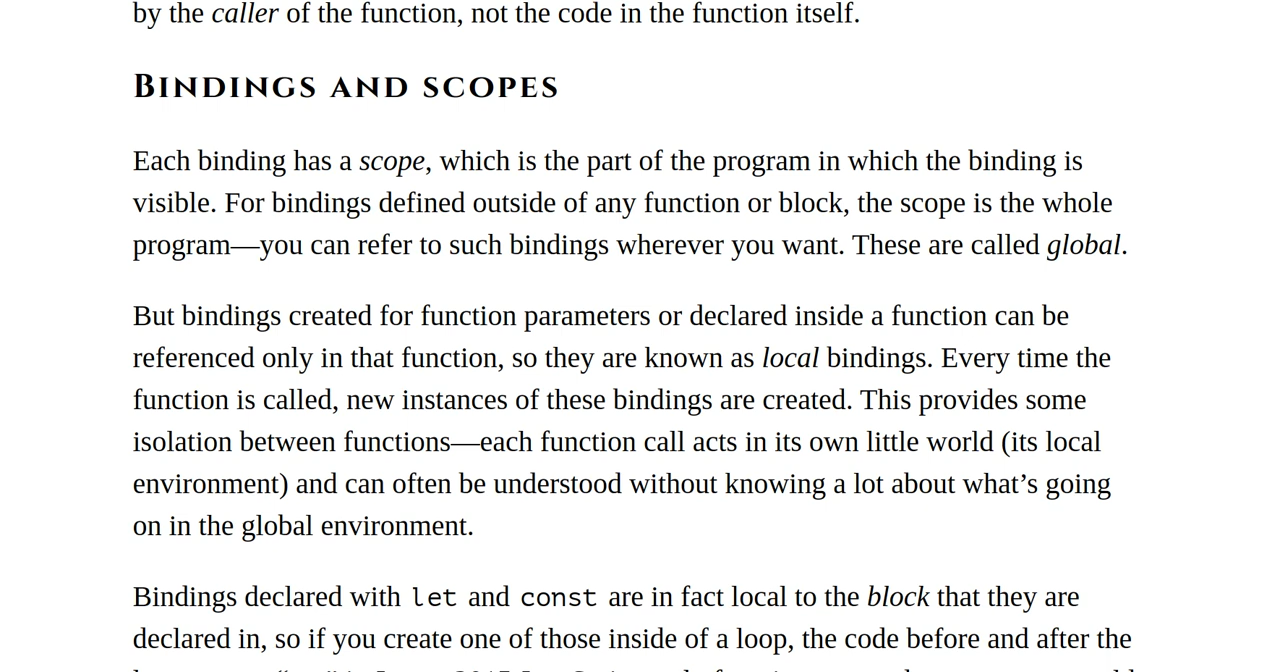 by the caller of the function, not the code in the function itself.
Bindings and scopes
Each binding has a scope, which is the part of the program in which the binding is
visible. For bindings defined outside of any function or block, the scope is the whole
program—you can refer to such bindings wherever you want. These are called global.
But bindings created for function parameters or declared inside a function can be
referenced only in that function, so they are known as local bindings. Every time the
function is called, new instances of these bindings are created. This provides some
isolation between functions—each function call acts in its own little world (its local
environment) and can often be understood without knowing a lot about what’s going
on in the global environment.
Bindings declared with let and const are in fact local to the block that they are
declared in, so if you create one of those inside of a loop, the code before and after the